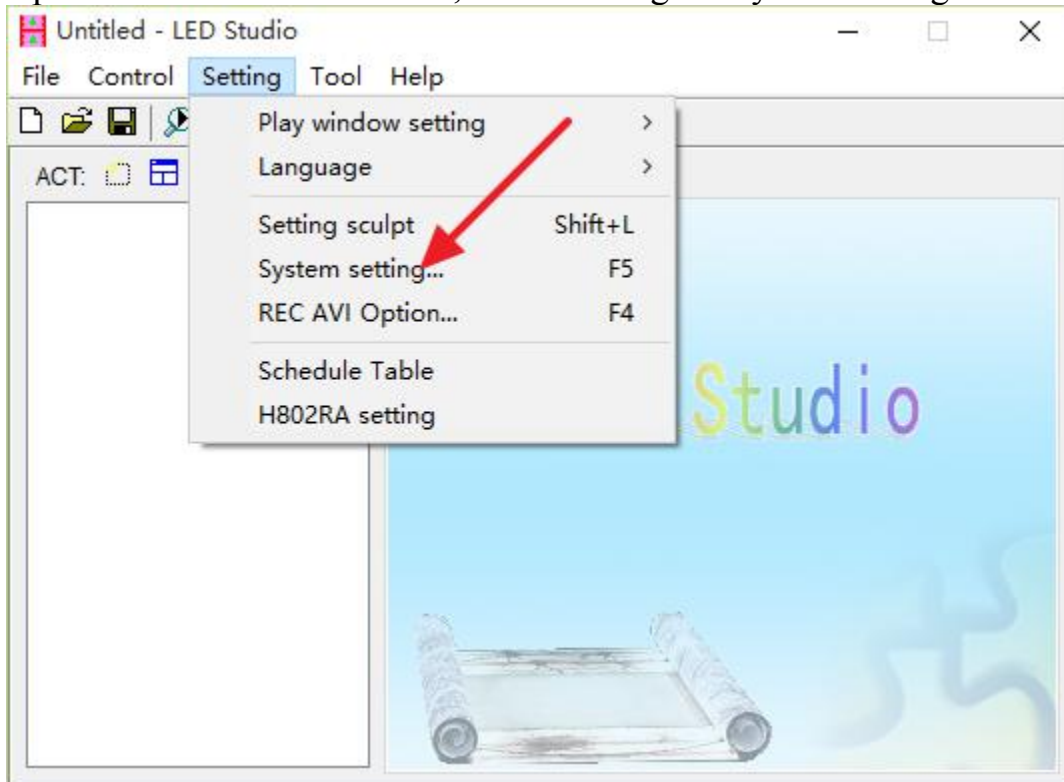 Untitled - LED Studio
File Control Setting Tool Help
Play window setting
ACT:
Language
Setting sculpt Shift+L
System setting... F5
REC AVI Option... F4
Schedule Table
H802RA setting
Studio